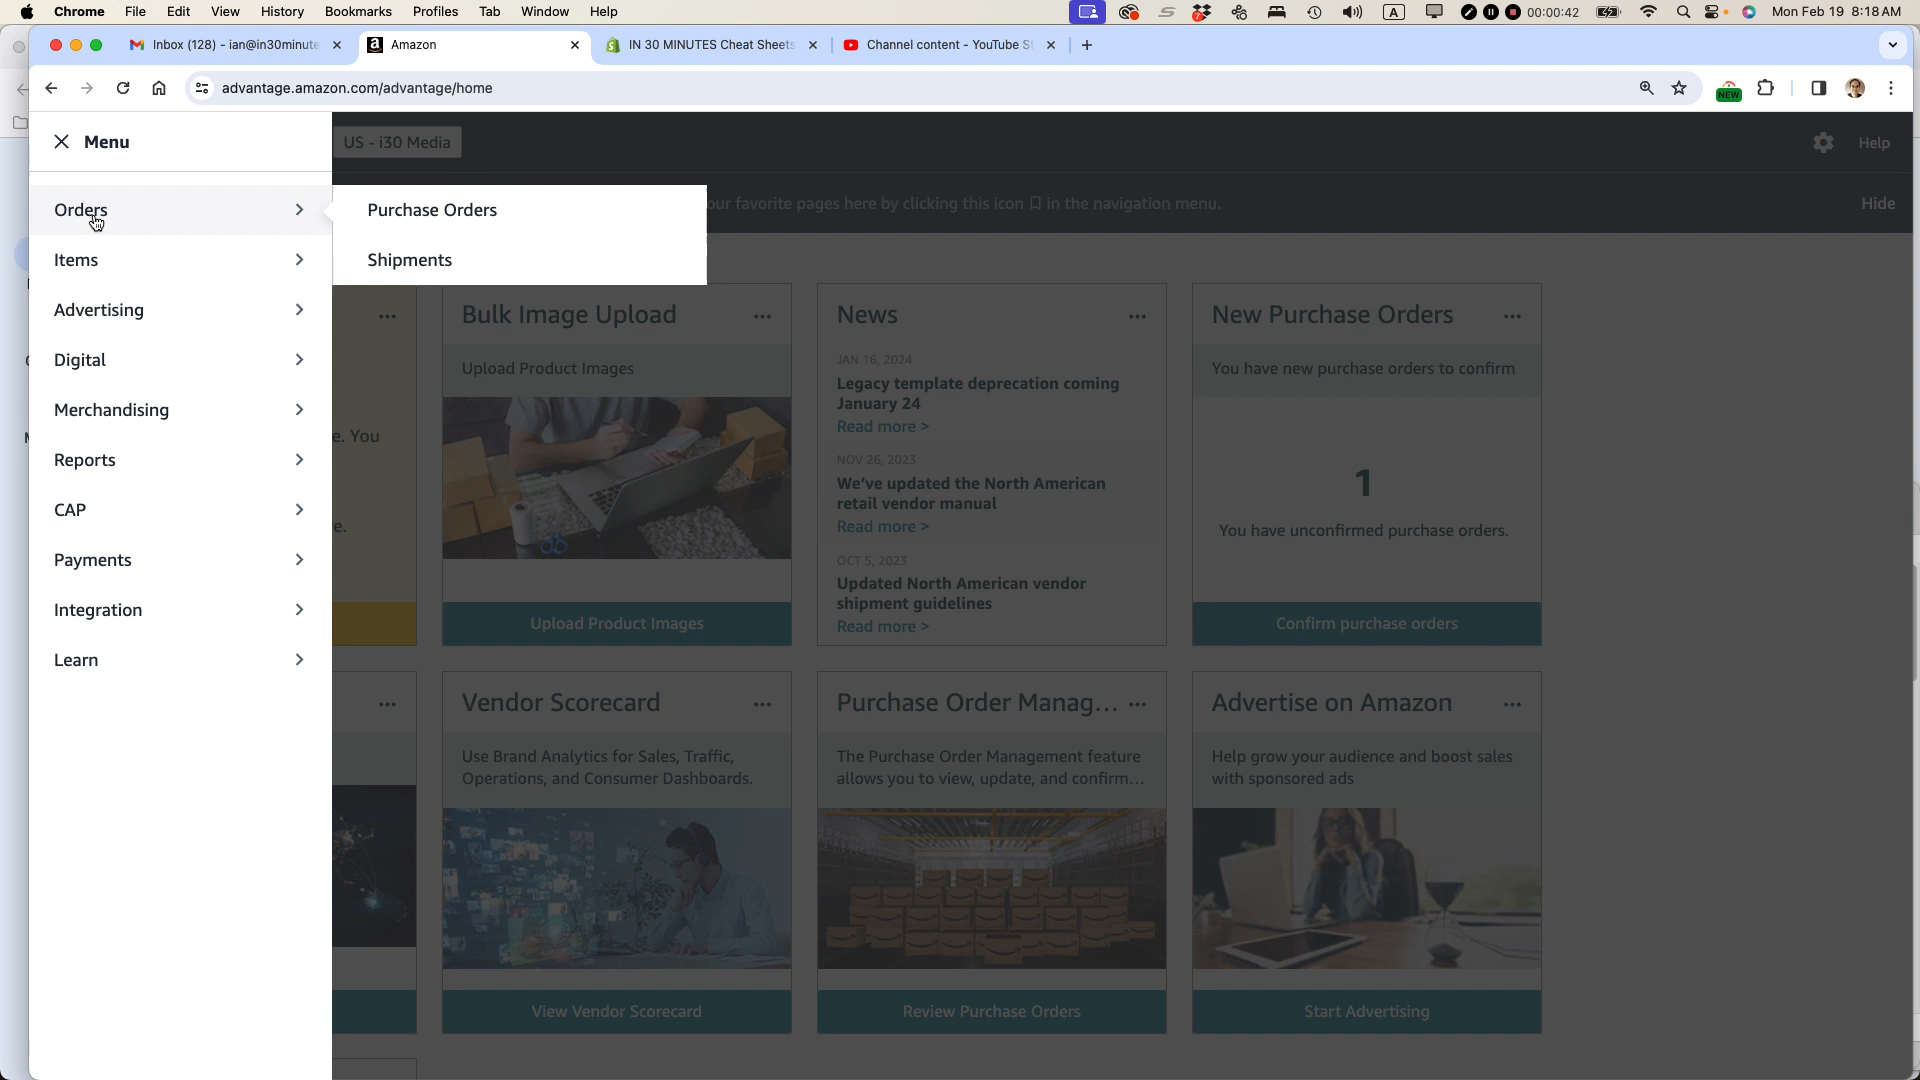 Chrome File Edit View History Bookmarks Profiles Tab Window Help 7 A 00:00:42 Mon Feb 19 8:18 AM
Inbox (128) - ian@in30minute Amazon IN 30 MINUTES Cheat Sheets Channel content - YouTube St
advantage.amazon.com/advantage/home NEW
Menu
US - i30 Media
Help
Orders
Purchase Orders
our favorite pages here by clicking this icon in the navigation menu.
Hide
Items
Shipments
Advertising
Digital
Merchandising
Reports
CAP
Payments
Integration
Learn
e. You
e.
Bulk Image Upload
Upload Product Images
Upload Product Images
News
JAN 16, 2024
Legacy template deprecation coming
January 24
Read more >
NOV 26, 2023
We've updated the North American
retail vendor manual
Read more >
OCT 5, 2023
Updated North American vendor
shipment guidelines
Read more >
New Purchase Orders
You have new purchase orders to confirm
1
You have unconfirmed purchase orders.
Confirm purchase orders
Vendor Scorecard
Use Brand Analytics for Sales, Traffic,
Operations, and Consumer Dashboards.
View Vendor Scorecard
Purchase Order Manag...
The Purchase Order Management feature
allows you to view, update, and confirm...
Review Purchase Orders
Advertise on Amazon
Help grow your audience and boost sales
with sponsored ads
Start Advertising